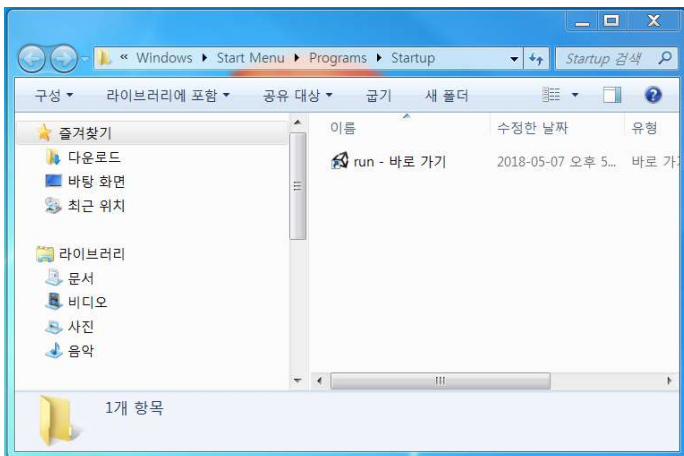 « Windows ▸ Start Menu ▸ Programs ▸ Startup
Startup 검색
구성 라이브러리에 포함 공유 대상 굽기 새 폴더
즐겨찾기
다운로드
바탕 화면
최근 위치
라이브러리
문서
비디오
사진
음악
이름 수정한 날짜 유형
run - 바로 가기 2018-05-07 오후 5... 바로 가
1개 항목